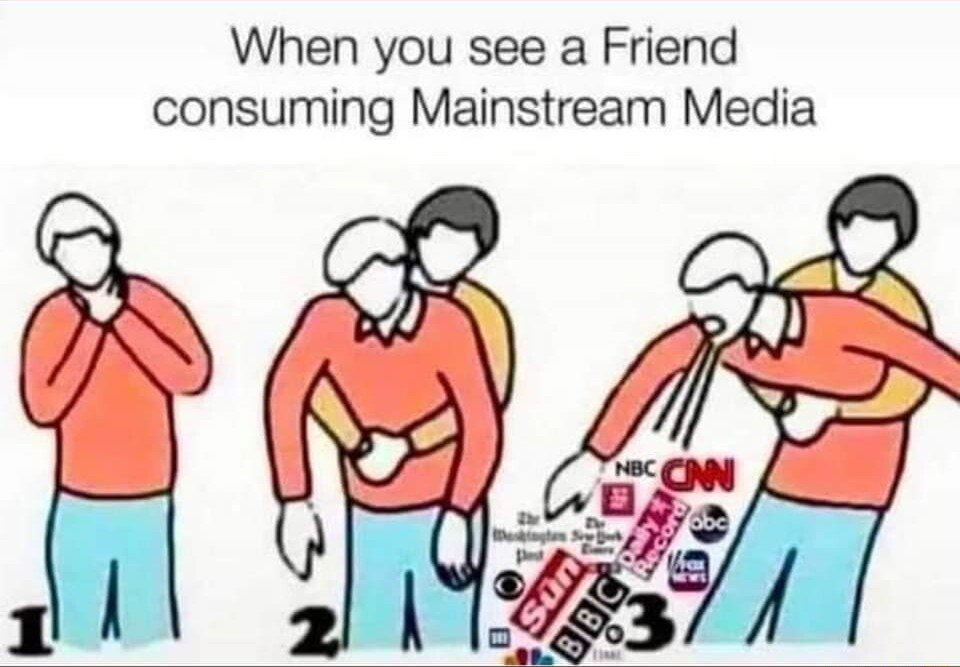 When you see a Friend
consuming Mainstream Media
1
2
3
NBC
CNN
The
Washington
Post
The
New York
Times
Daily
Record
abc
FOX
NEWS
Sun
BBC
TIME